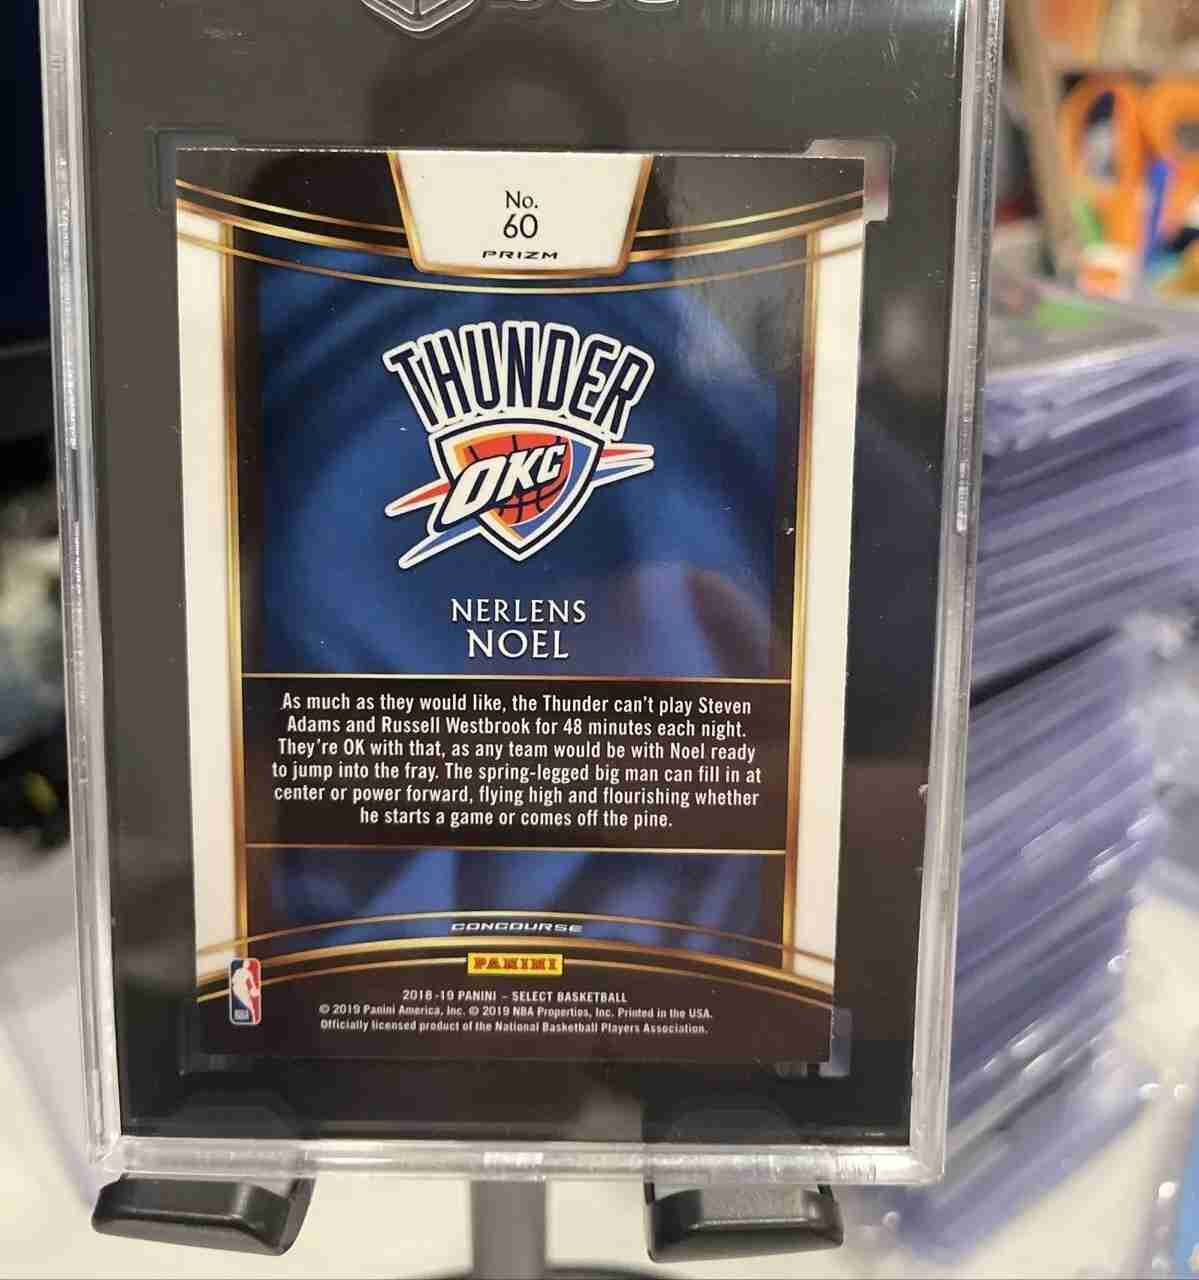 No.
60
PRIZM
THUNDER
OKC
NERLENS
NOEL
As much as they would like, the Thunder can't play Steven
Adams and Russell Westbrook for 48 minutes each night.
They're OK with that, as any team would be with Noel ready
to jump into the fray. The spring-legged big man can fill in at
center or power forward, flying high and flourishing whether
he starts a game or comes off the pine.
CONCOURSE
PANINI
NBA
2018-19 PANINI – SELECT BASKETBALL
© 2019 Panini America, Inc. © 2019 NBA Properties, Inc. Printed in the USA.
Officially licensed product of the National Basketball Players Association.